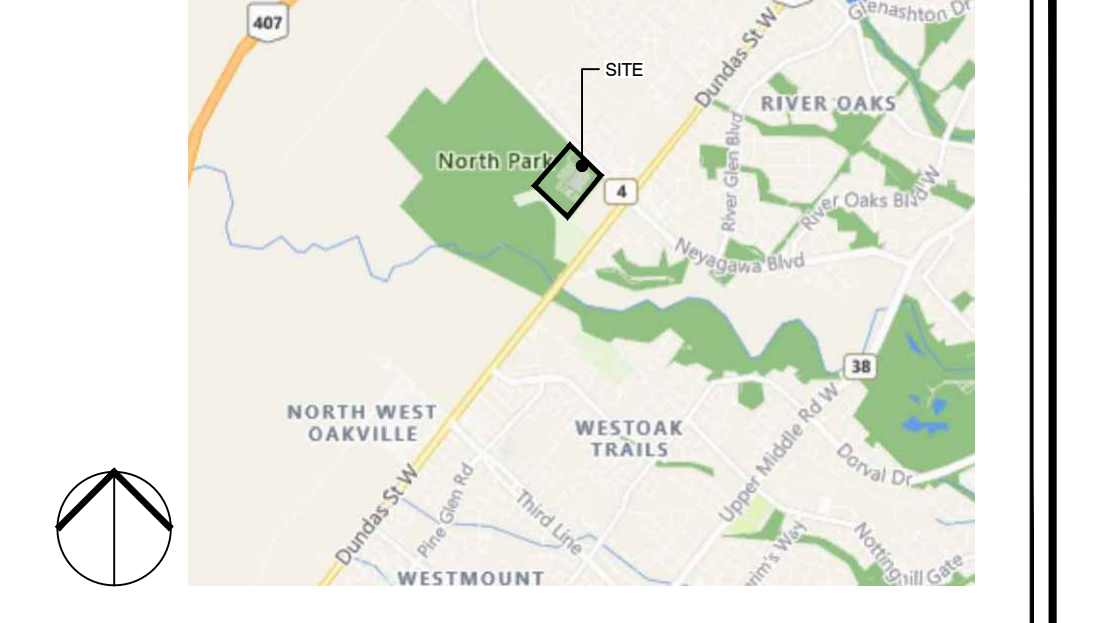 407
Glenashton Dr
Dundas St W
SITE
RIVER OAKS
North Park
4
River Glen Blvd
River Oaks Blvd W
Neyagawa Blvd
38
NORTH WEST
OAKVILLE
WESTOAK
TRAILS
Upper Middle Rd W
Dorval Dr
Dundas St W
Pine Glen Rd
Third Line
WESTMOUNT